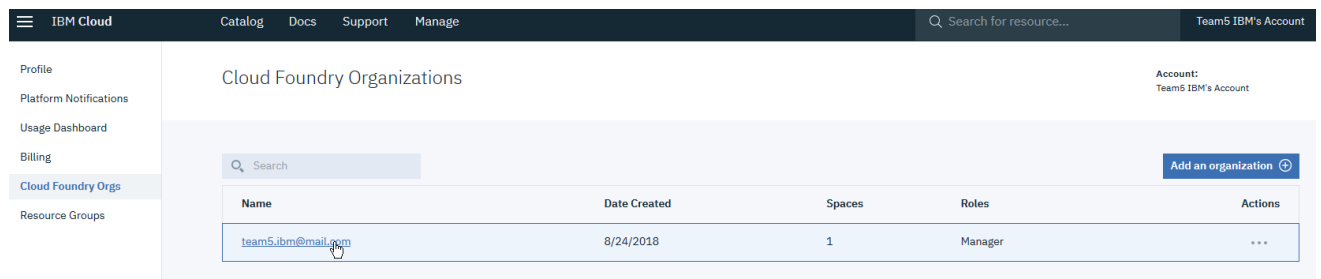 IBM Cloud Catalog Docs Support Manage Search for resource... Team5 IBM's Account
Profile
Platform Notifications
Usage Dashboard
Billing
Cloud Foundry Orgs
Resource Groups
Cloud Foundry Organizations
Account:
Team5 IBM's Account
Search
Add an organization
Name Date Created Spaces Roles Actions
team5.ibm@mail.com 8/24/2018 1 Manager ...